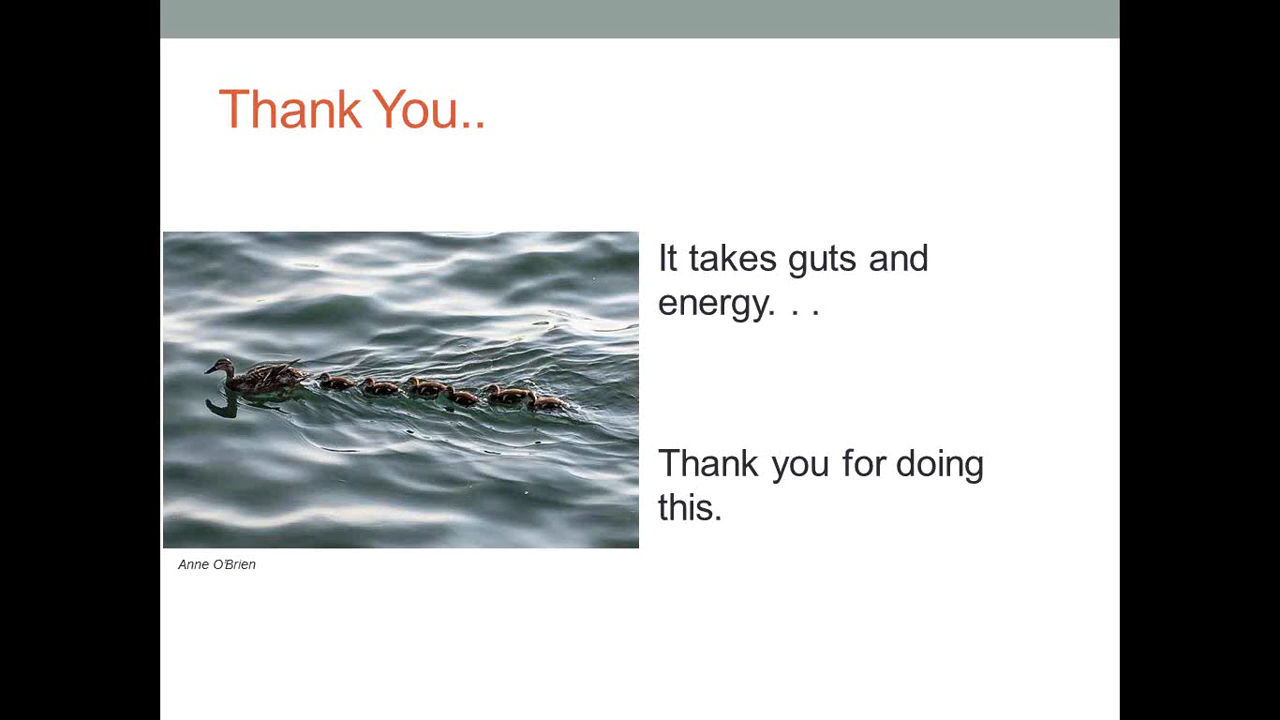 Thank You..
It takes guts and
energy. . .
Thank you for doing
this.
Anne O'Brien